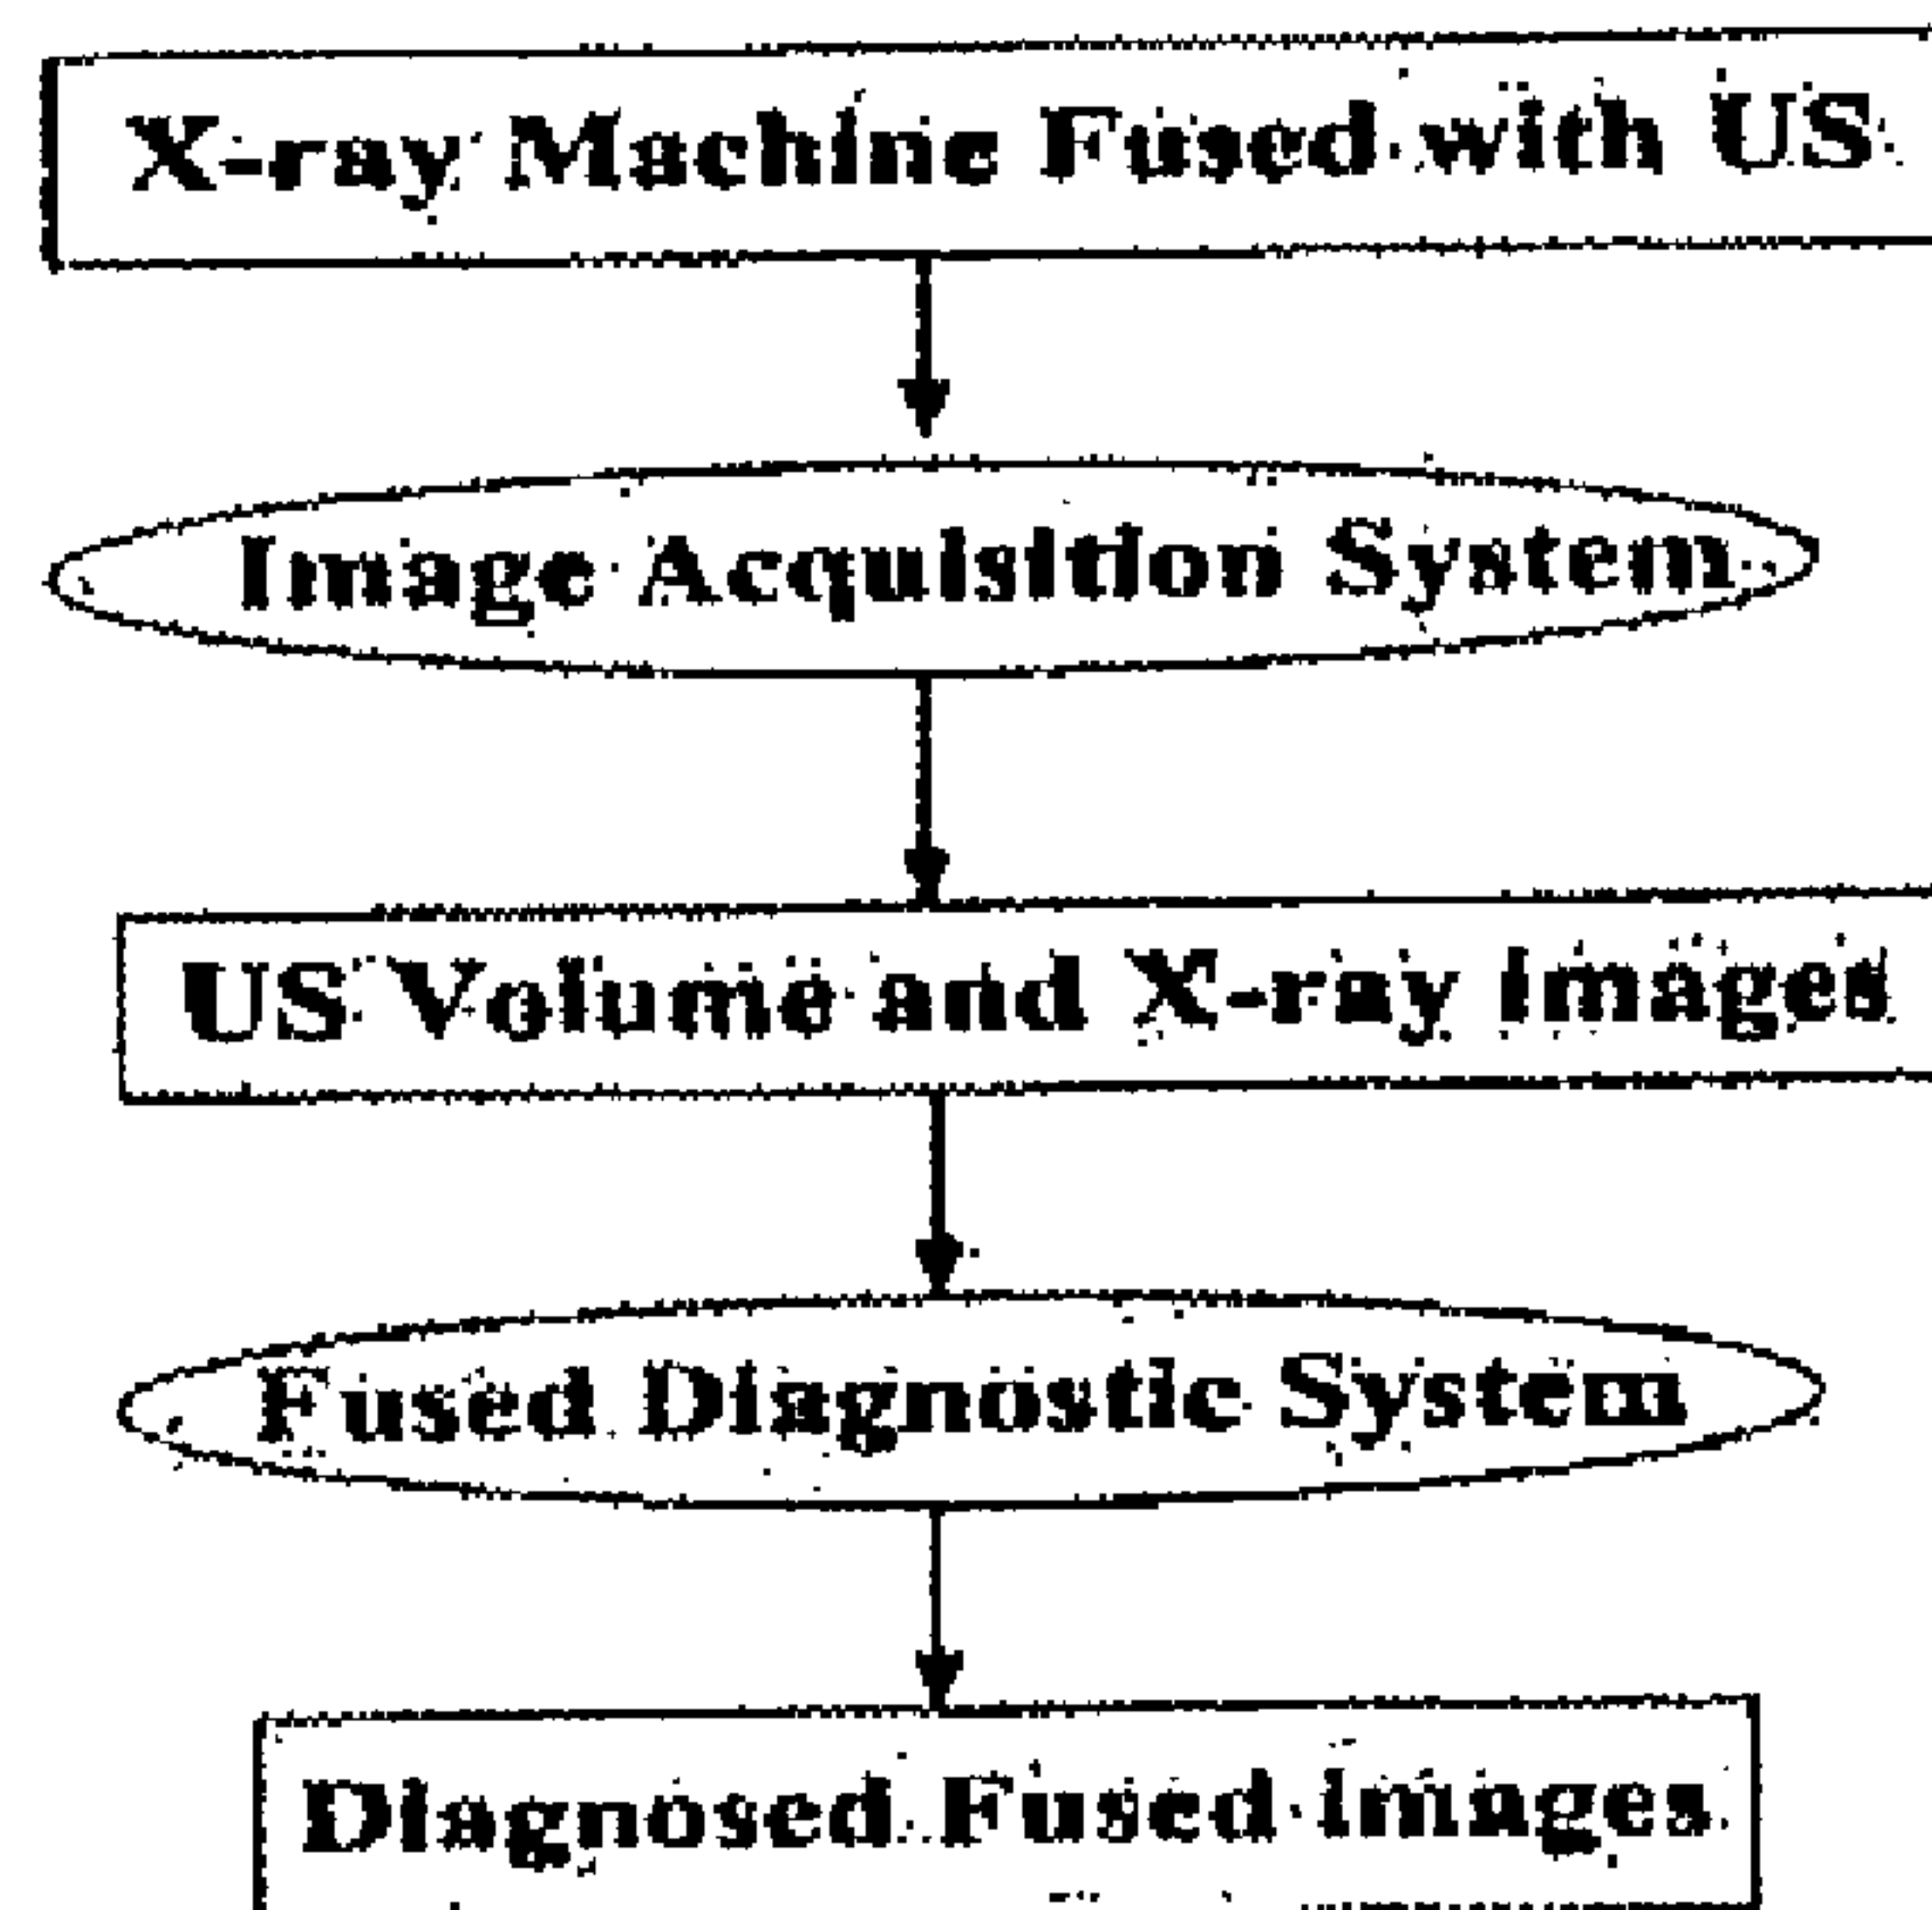 X-ray Machine Fused with US
Image Acquisition System
US Volume and X-ray Images
Fused Diagnostic System
Diagnosed Fused Images